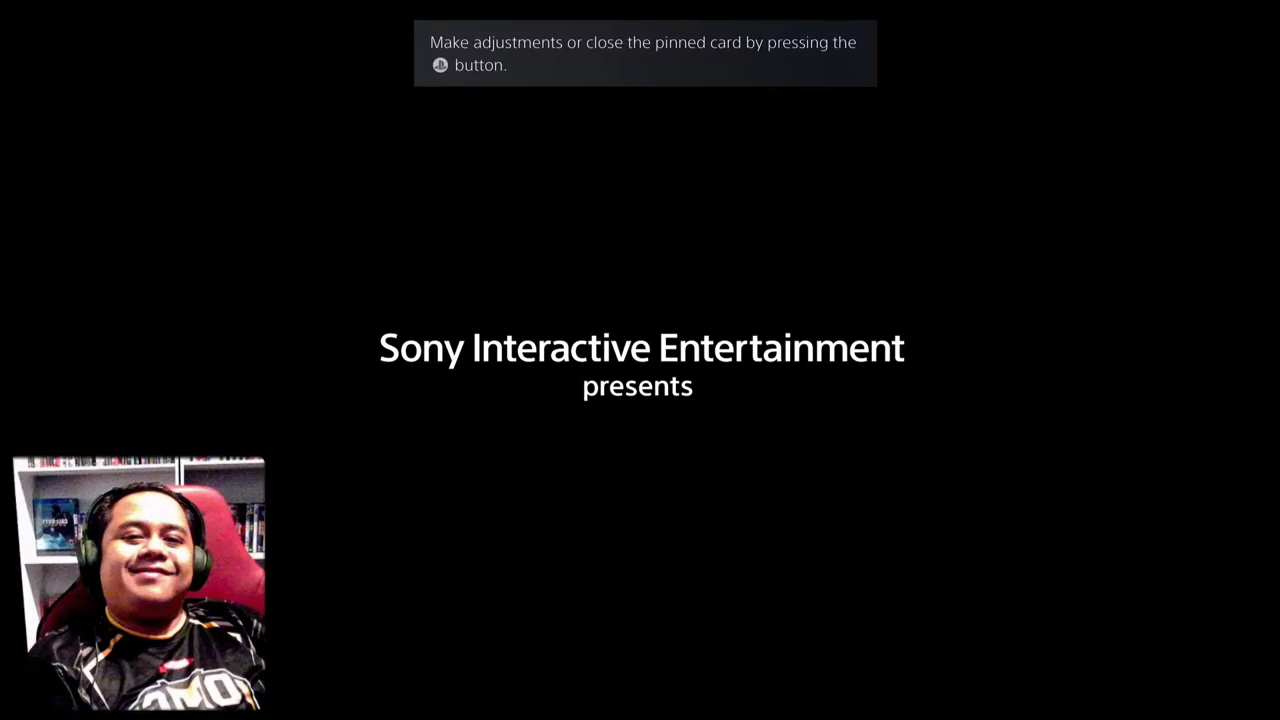 Make adjustments or close the pinned card by pressing the
button.
Sony Interactive Entertainment
presents